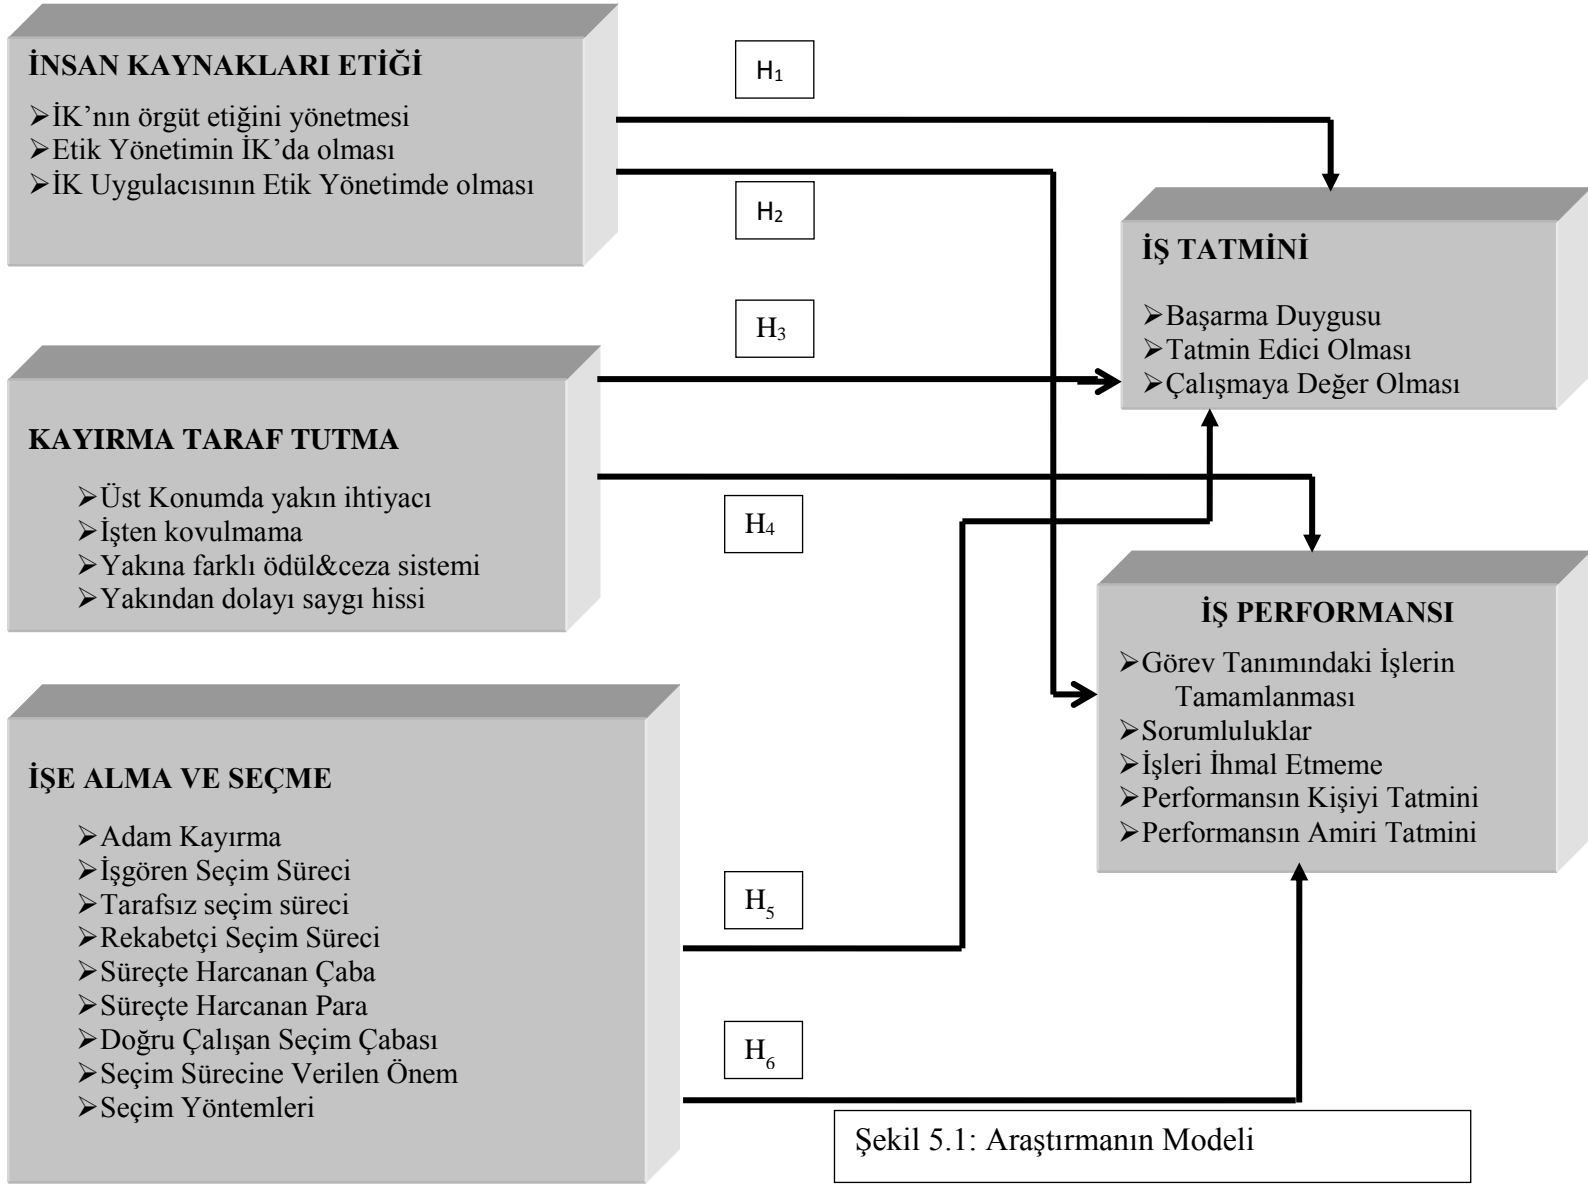 İNSAN KAYNAKLARI ETİĞİ
➢İK’nın örgüt etiğini yönetmesi
➢Etik Yönetimin İK’da olması
➢İK Uygulacısının Etik Yönetimde olması
H1
H2
H3
H4
H5
H6
KAYIRMA TARAF TUTMA
➢Üst Konumda yakın ihtiyacı
➢İşten kovulmama
➢Yakına farklı ödül&ceza sistemi
➢Yakından dolayı saygı hissi
İŞE ALMA VE SEÇME
➢Adam Kayırma
➢İşgören Seçim Süreci
➢Tarafsız seçim süreci
➢Rekabetçi Seçim Süreci
➢Süreçte Harcanan Çaba
➢Süreçte Harcanan Para
➢Doğru Çalışan Seçim Çabası
➢Seçim Sürecine Verilen Önem
➢Seçim Yöntemleri
İŞ TATMİNİ
➢Başarma Duygusu
➢Tatmin Edici Olması
➢Çalışmaya Değer Olması
İŞ PERFORMANSI
➢Görev Tanımındaki İşlerin
Tamamlanması
➢Sorumluluklar
➢İşleri İhmal Etmeme
➢Performansın Kişiyi Tatmini
➢Performansın Amiri Tatmini
Şekil 5.1: Araştırmanın Modeli